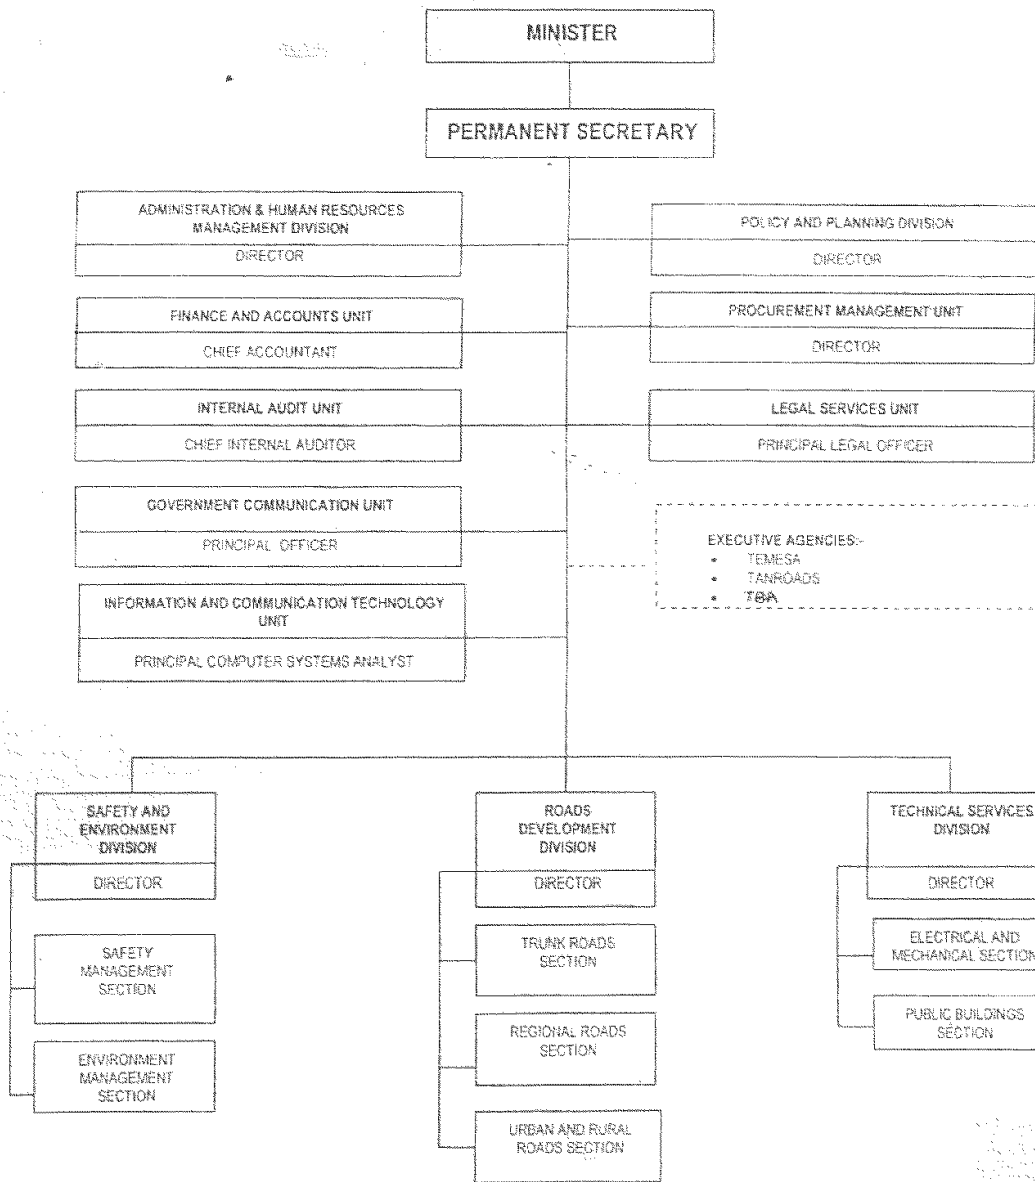 MINISTER
PERMANENT SECRETARY
ADMINISTRATION & HUMAN RESOURCES
MANAGEMENT DIVISION
DIRECTOR
POLICY AND PLANNING DIVISION
DIRECTOR
FINANCE AND ACCOUNTS UNIT
CHIEF ACCOUNTANT
PROCUREMENT MANAGEMENT UNIT
DIRECTOR
INTERNAL AUDIT UNIT
CHIEF INTERNAL AUDITOR
LEGAL SERVICES UNIT
PRINCIPAL LEGAL OFFICER
GOVERNMENT COMMUNICATION UNIT
PRINCIPAL OFFICER
EXECUTIVE AGENCIES:-
• TEMESA
• TANROADS
• TBA
INFORMATION AND COMMUNICATION TECHNOLOGY
UNIT
PRINCIPAL COMPUTER SYSTEMS ANALYST
SAFETY AND
ENVIRONMENT
DIVISION
DIRECTOR
SAFETY
MANAGEMENT
SECTION
ENVIRONMENT
MANAGEMENT
SECTION
ROADS
DEVELOPMENT
DIVISION
DIRECTOR
TRUNK ROADS
SECTION
REGIONAL ROADS
SECTION
URBAN AND RURAL
ROADS SECTION
TECHNICAL SERVICES
DIVISION
DIRECTOR
ELECTRICAL AND
MECHANICAL SECTION
PUBLIC BUILDINGS
SECTION